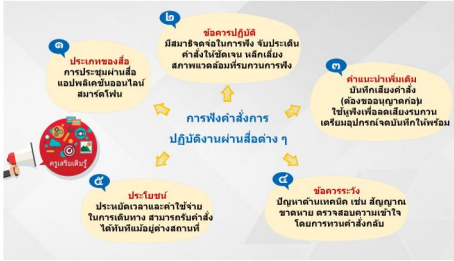 ๑
ประเภทของสื่อ
การประชุมผ่านสื่อ
แอปพลิเคชันออนไลน์
สมาร์ตโฟน
๒
ข้อควรปฏิบัติ
มีสมาธิจดจ่อในการฟัง จับประเด็น
คำสั่งให้ชัดเจน หลีกเลี่ยง
สภาพแวดล้อมที่รบกวนการฟัง
๓
คำแนะนำเพิ่มเติม
บันทึกเสียงคำสั่ง
(ต้องขออนุญาตก่อน)
ใช้หูฟังเพื่อลดเสียงรบกวน
เตรียมอุปกรณ์จดบันทึกให้พร้อม
การฟังคำสั่งการ
ปฏิบัติงานผ่านสื่อต่าง ๆ
ครูเสริมเติมรู้
๕
ประโยชน์
ประหยัดเวลาและค่าใช้จ่าย
ในการเดินทาง สามารถรับคำสั่ง
ได้ทันทีแม้อยู่ต่างสถานที่
๔
ข้อควรระวัง
ปัญหาด้านเทคนิค เช่น สัญญาณ
ขาดหาย ตรวจสอบความเข้าใจ
โดยการทวนคำสั่งกลับ